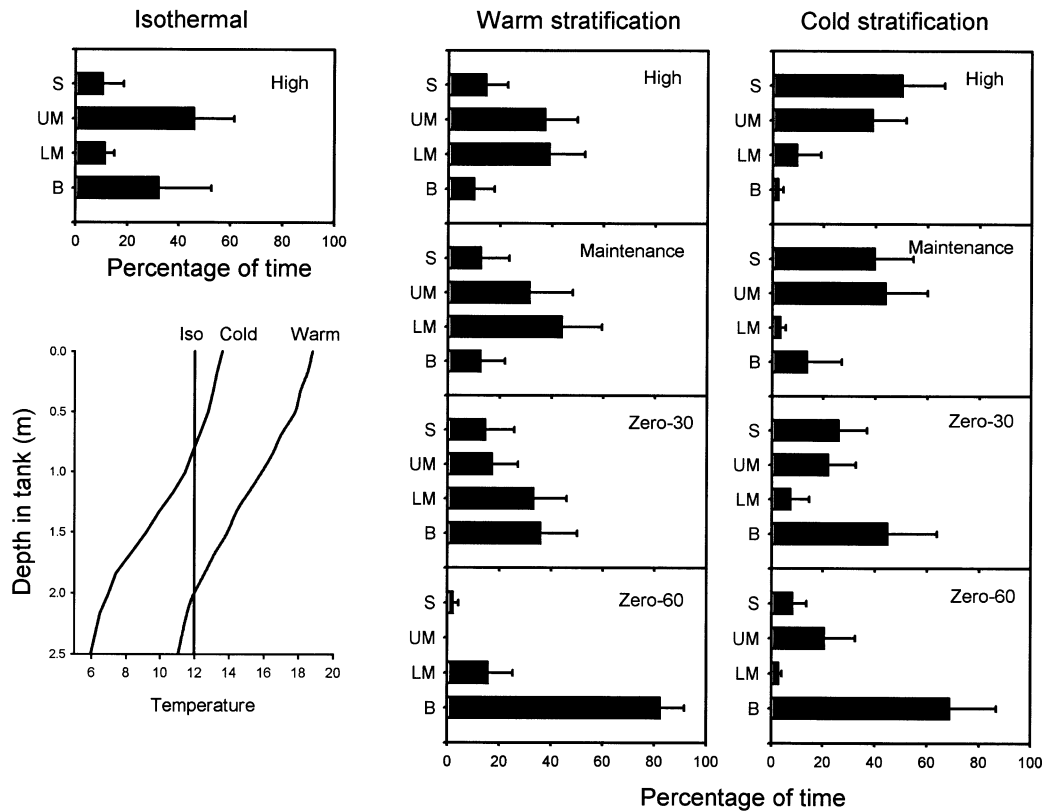 Isothermal
Warm stratification
Cold stratification
High
S
UM
LM
B
0 20 40 60 80 100
Percentage of time
Iso Cold Warm
0.0
0.5
1.0
1.5
2.0
2.5
Depth in tank (m)
6 8 10 12 14 16 18 20
Temperature
High
S
UM
LM
B
Maintenance
S
UM
LM
B
Zero-30
S
UM
LM
B
Zero-60
S
UM
LM
B
0 20 40 60 80 100
High
S
UM
LM
B
Maintenance
S
UM
LM
B
Zero-30
S
UM
LM
B
Zero-60
S
UM
LM
B
0 20 40 60 80 100
Percentage of time